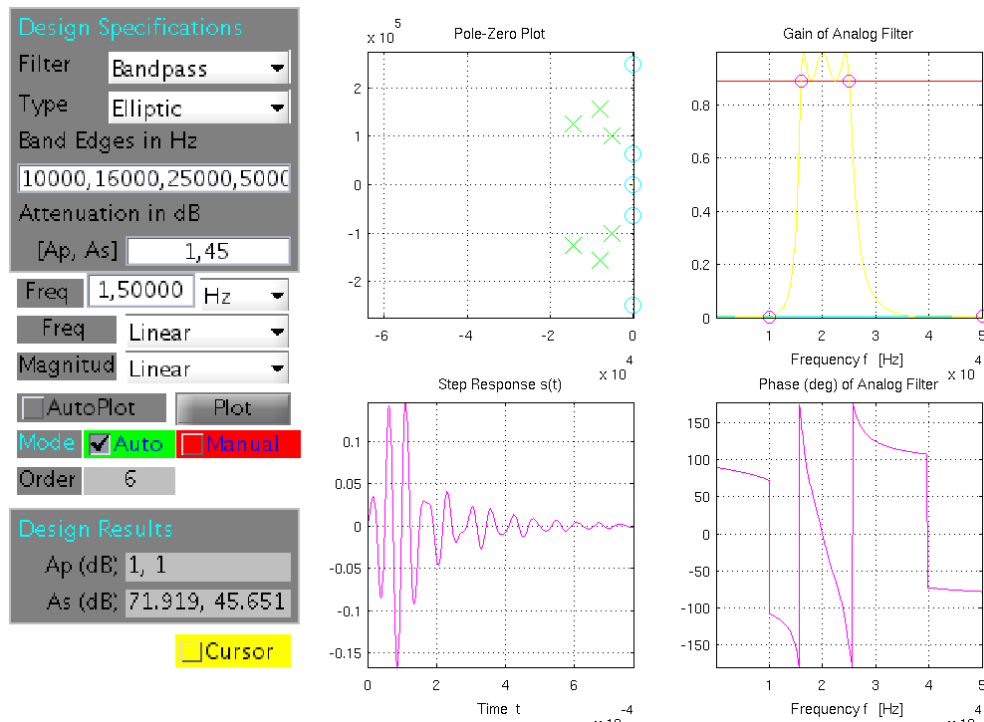 Design Specifications
Filter Bandpass
Type Elliptic
Band Edges in Hz
10000,16000,25000,500
Attenuation in dB
[Ap, As] 1,45
Freq 1,50000 Hz
Freq Linear
Magnitud Linear
AutoPlot Plot
Mode Auto Manual
Order 6
Design Results
Ap (dB) 1, 1
As (dB) 71.919, 45.651
Cursor
Pole-Zero Plot
x 10 5
2
1
0
-1
-2
-6 -4 -2 0
Gain of Analog Filter
0.8
0.6
0.4
0.2
0
0 1 2 3 4 5
Frequency f [Hz] x 10 4
Step Response s(t)
4
0.1
0.05
0
-0.05
-0.1
-0.15
0 2 4 6
Time t -4
Phase (deg) of Analog Filter
150
100
50
0
-50
-100
-150
1 2 3 4 5
Frequency f [Hz] 4